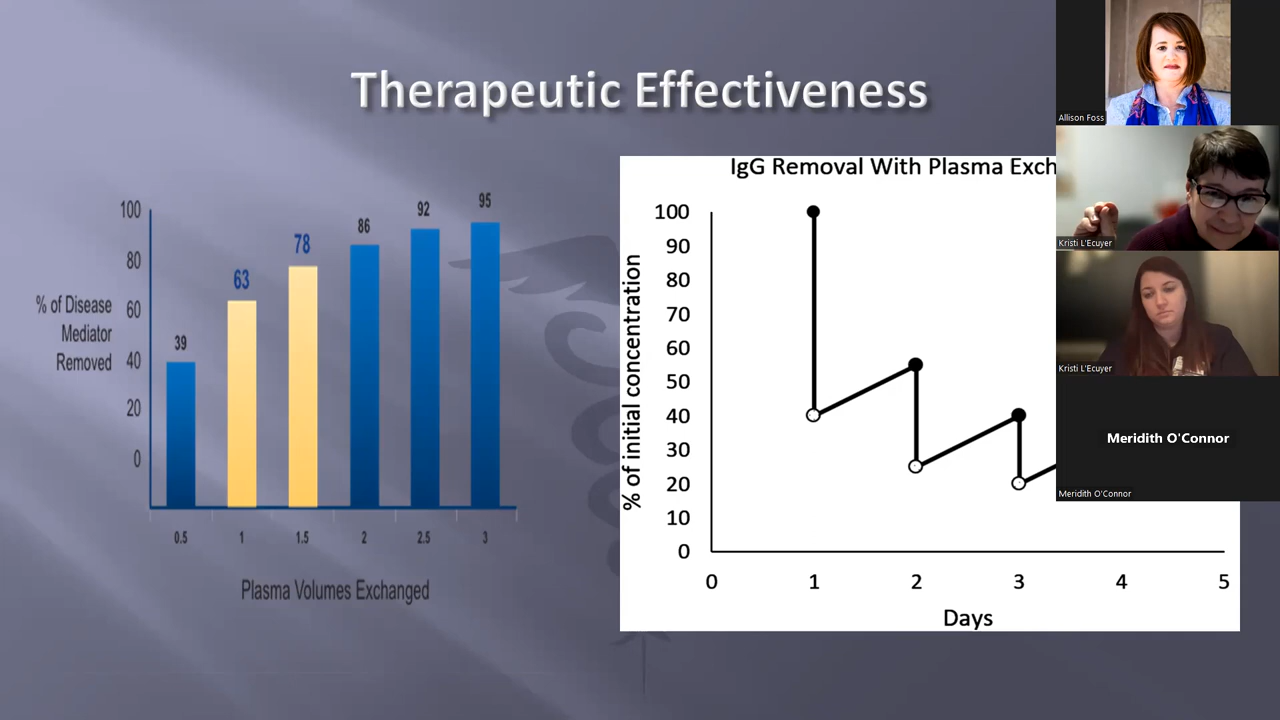 Therapeutic Effectiveness
% of Disease
Mediator
Removed
100
80
60
40
20
0
39
63
78
86
92
95
0.5
1
1.5
2
2.5
3
Plasma Volumes Exchanged
IgG Removal With Plasma Exch
% of initial concentration
100
90
80
70
60
50
40
30
20
10
0
0
1
2
3
4
5
Days
Allison Foss
Kristi L'Ecuyer
Kristi L'Ecuyer
Meridith O'Connor
Meridith O'Connor